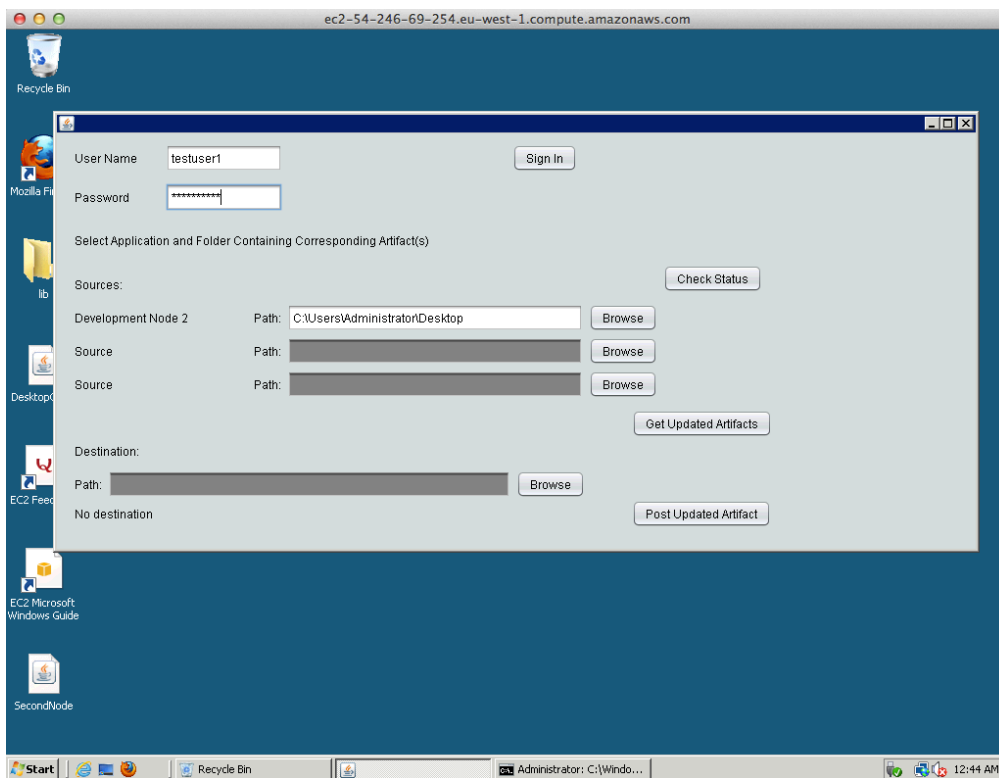 ec2-54-246-69-254.eu-west-1.compute.amazonaws.com
Recycle Bin
Mozilla Fi
lib
Desktop
EC2 Feed
EC2 Microsoft
Windows Guide
SecondNode
User Name testuser1 Sign In
Password **********
Select Application and Folder Containing Corresponding Artifact(s)
Sources: Check Status
Development Node 2 Path: C:\Users\Administrator\Desktop Browse
Source Path: Browse
Source Path: Browse
Get Updated Artifacts
Destination:
Path: Browse
No destination Post Updated Artifact
Start Recycle Bin Administrator: C:\Windo... 12:44 AM